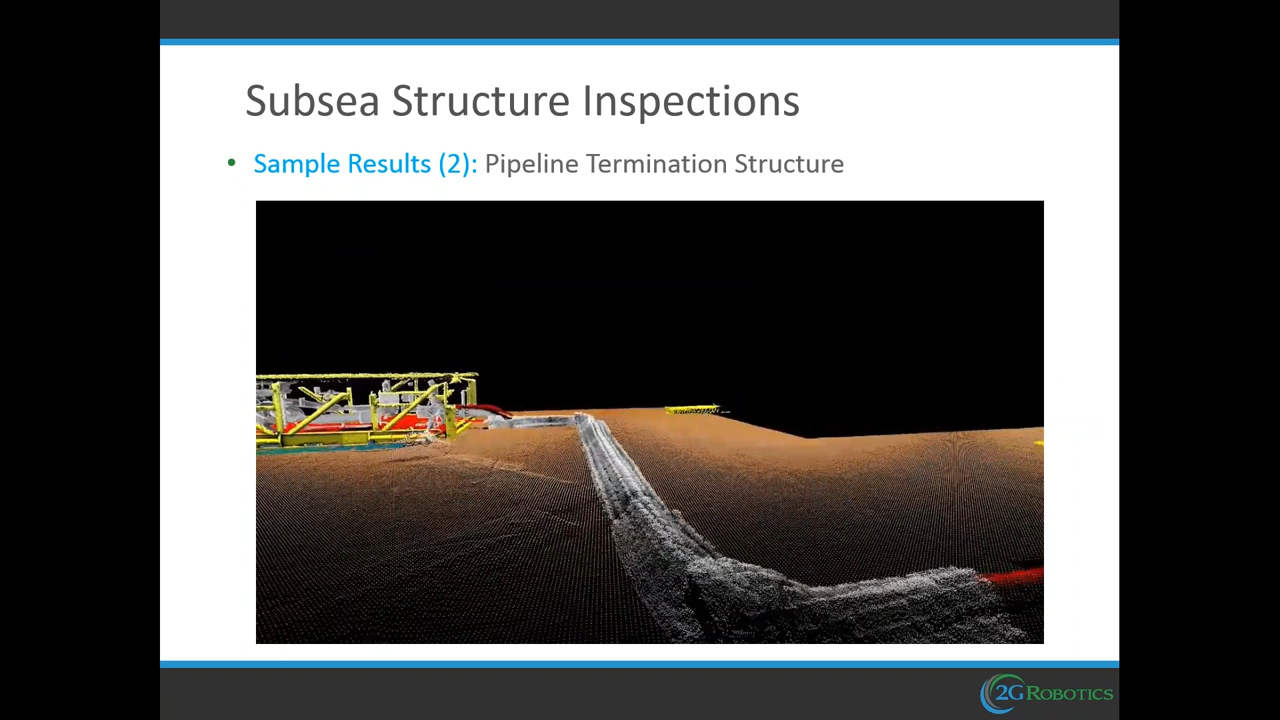 Subsea Structure Inspections
• Sample Results (2): Pipeline Termination Structure
2G ROBOTICS